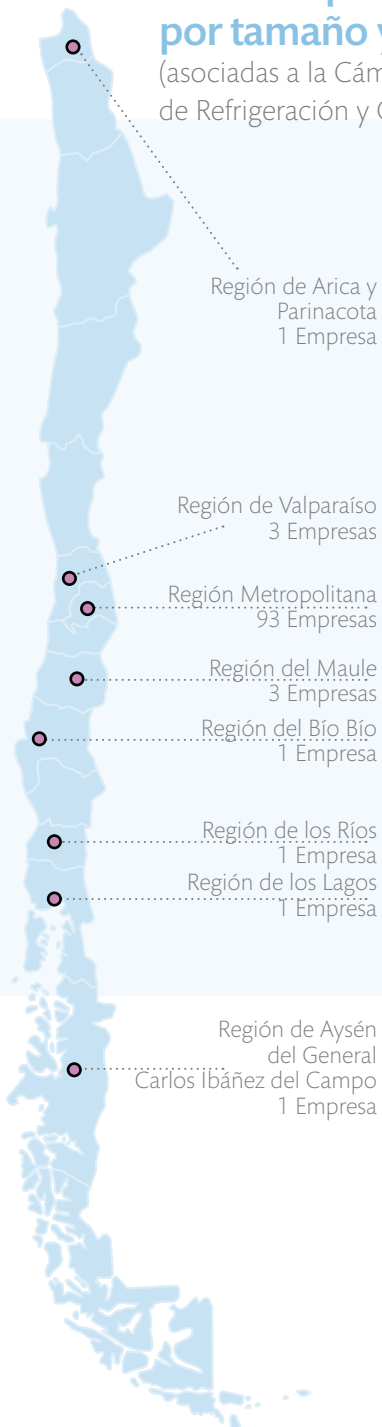 por tamaño y
(asociadas a la Cám
de Refrigeración y
Región de Arica y
Parinacota
1 Empresa
Región de Valparaíso
3 Empresas
Región Metropolitana
93 Empresas
Región del Maule
3 Empresas
Región del Bío Bío
1 Empresa
Región de los Ríos
1 Empresa
Región de los Lagos
1 Empresa
Región de Aysén
del General
Carlos Ibáñez del Campo
1 Empresa